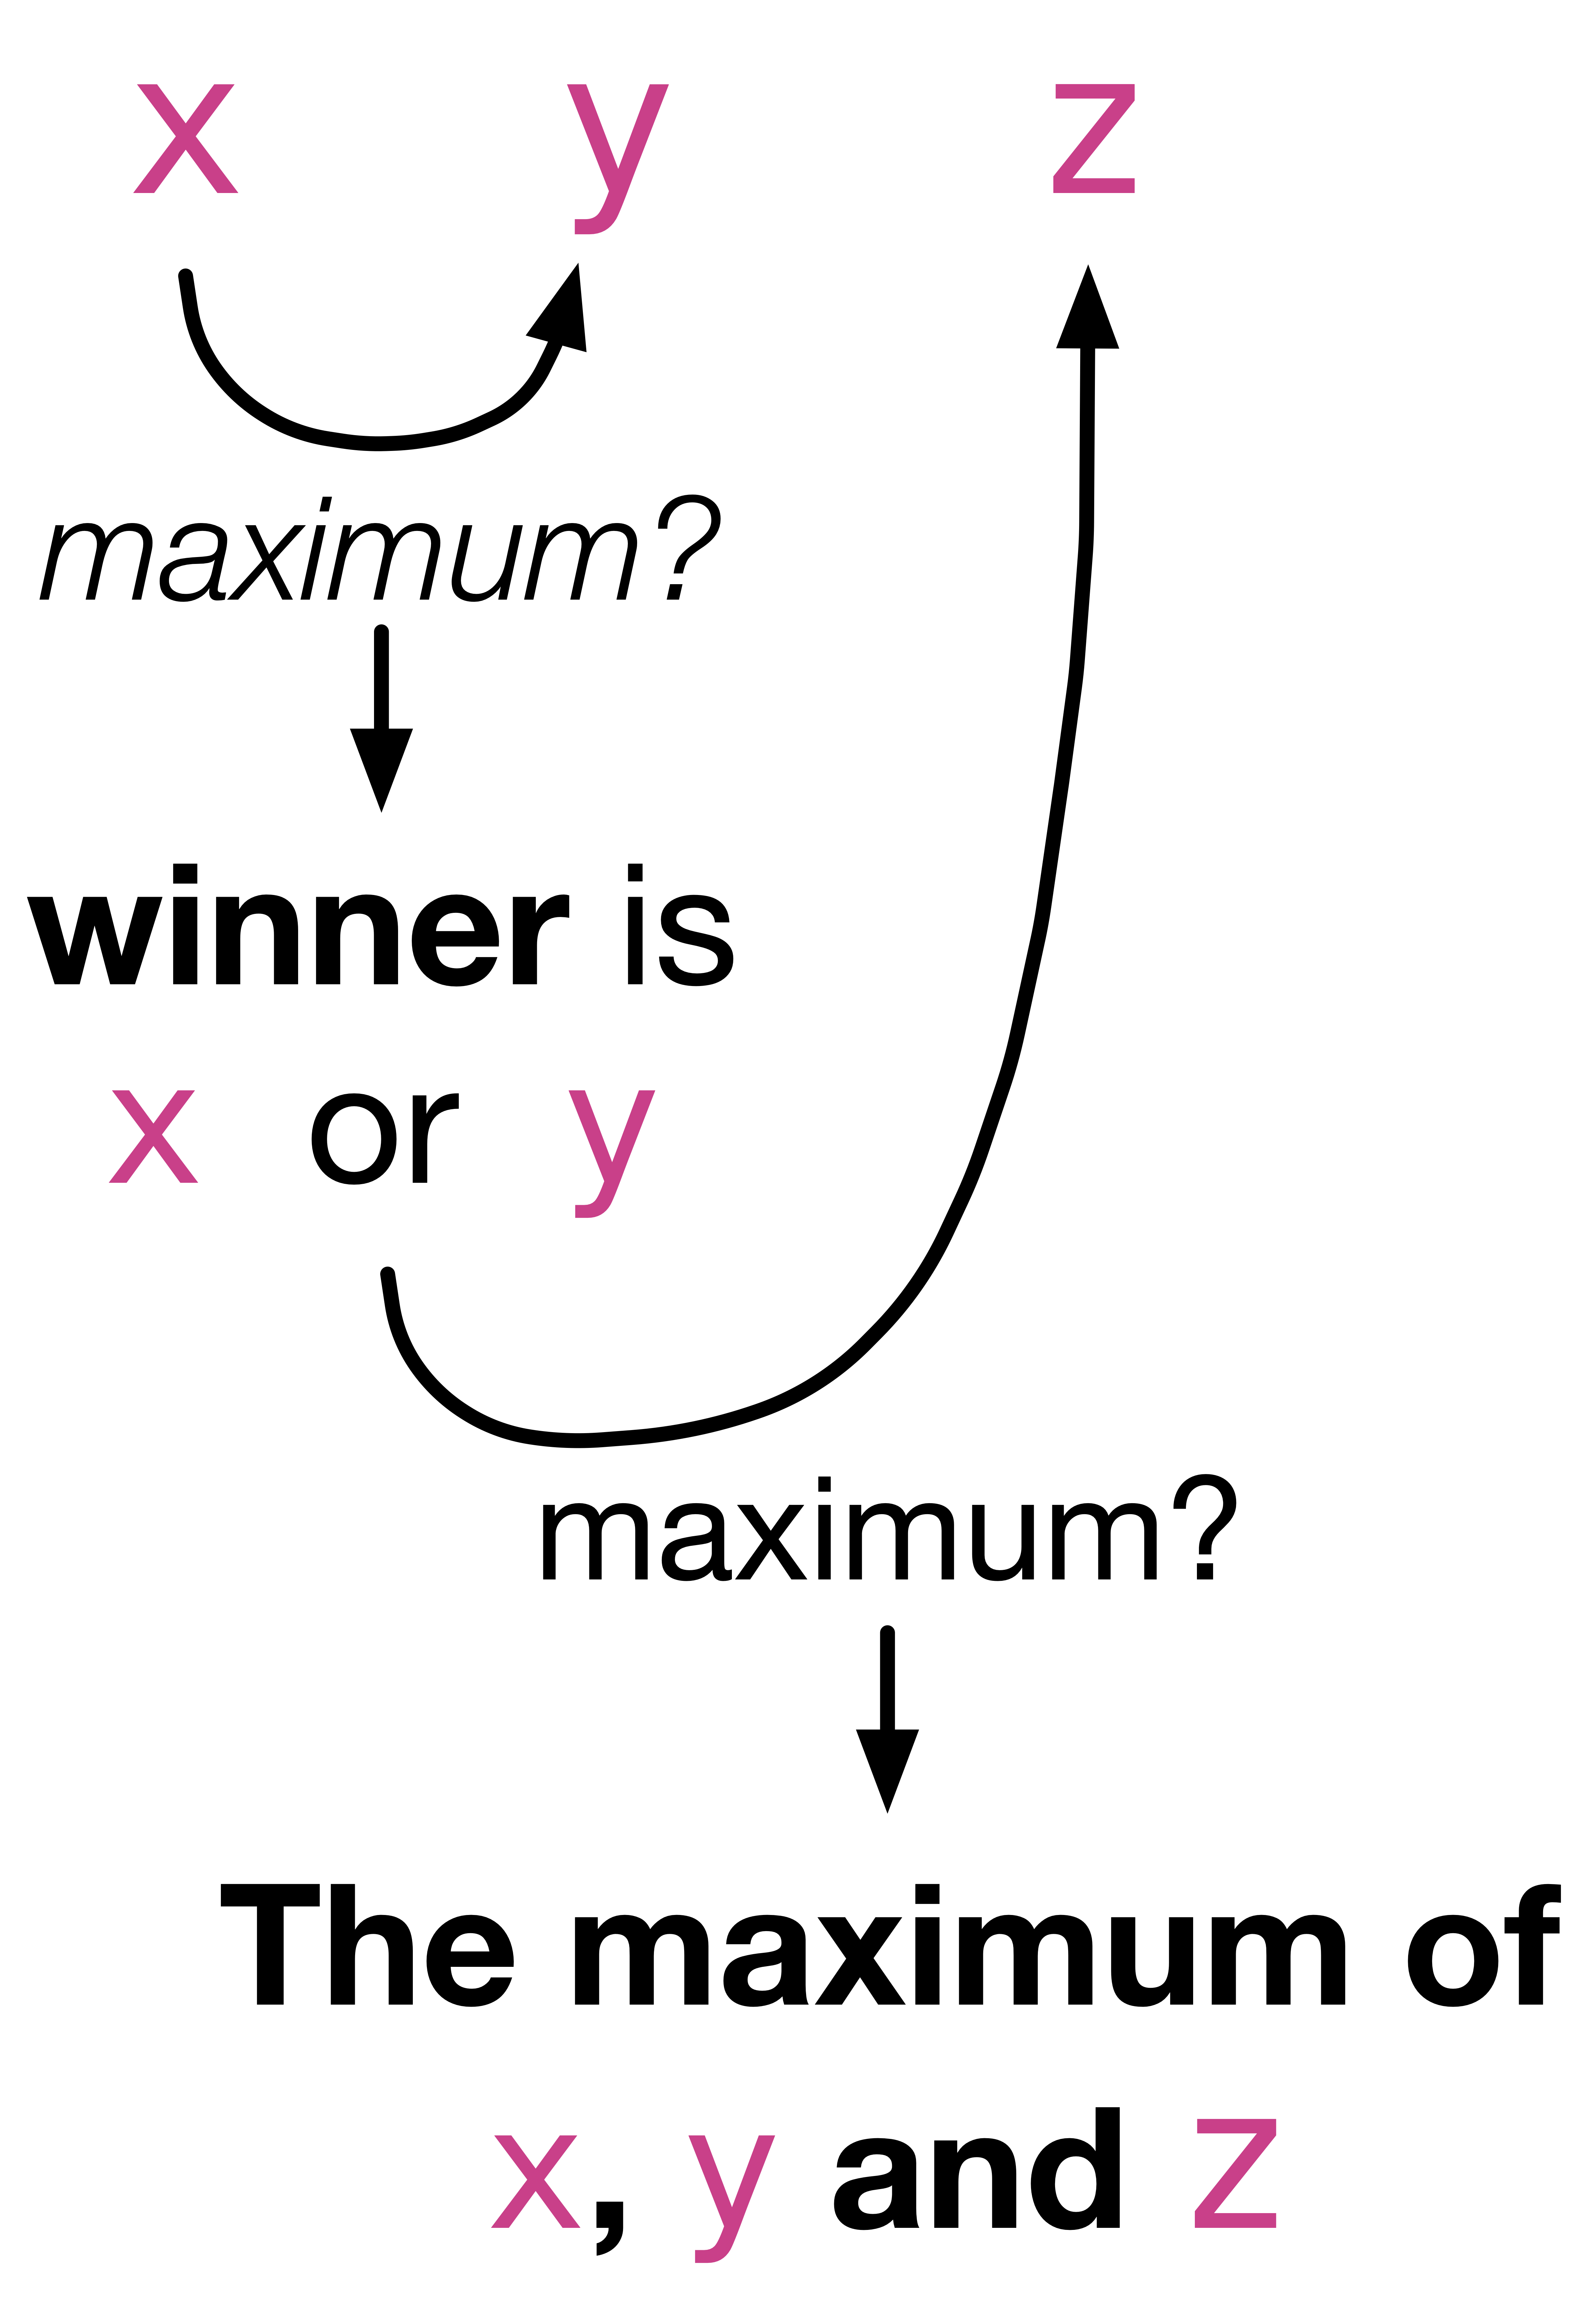 x y z
maximum?
winner is
x or y
maximum?
The maximum of
x, y and z